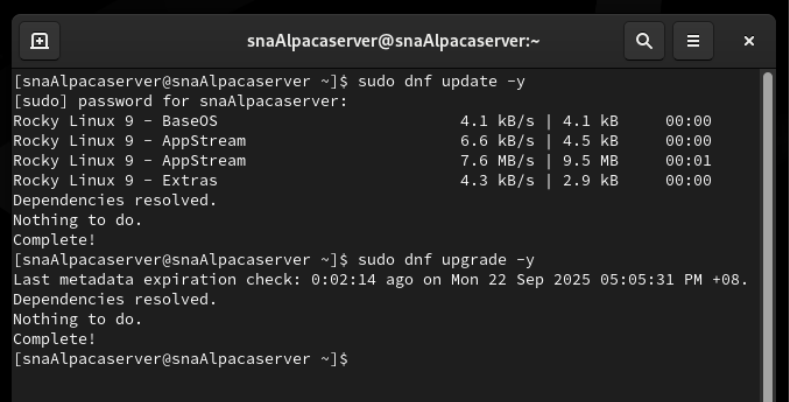 snaAlpacaserver@snaAlpacaserver:~
[snaAlpacaserver@snaAlpacaserver ~]$ sudo dnf update -y
[sudo] password for snaAlpacaserver:
Rocky Linux 9 - BaseOS 4.1 kB/s | 4.1 kB 00:00
Rocky Linux 9 - AppStream 6.6 kB/s | 4.5 kB 00:00
Rocky Linux 9 - AppStream 7.6 MB/s | 9.5 MB 00:01
Rocky Linux 9 - Extras 4.3 kB/s | 2.9 kB 00:00
Dependencies resolved.
Nothing to do.
Complete!
[snaAlpacaserver@snaAlpacaserver ~]$ sudo dnf upgrade -y
Last metadata expiration check: 0:02:14 ago on Mon 22 Sep 2025 05:05:31 PM +08.
Dependencies resolved.
Nothing to do.
Complete!
[snaAlpacaserver@snaAlpacaserver ~]$